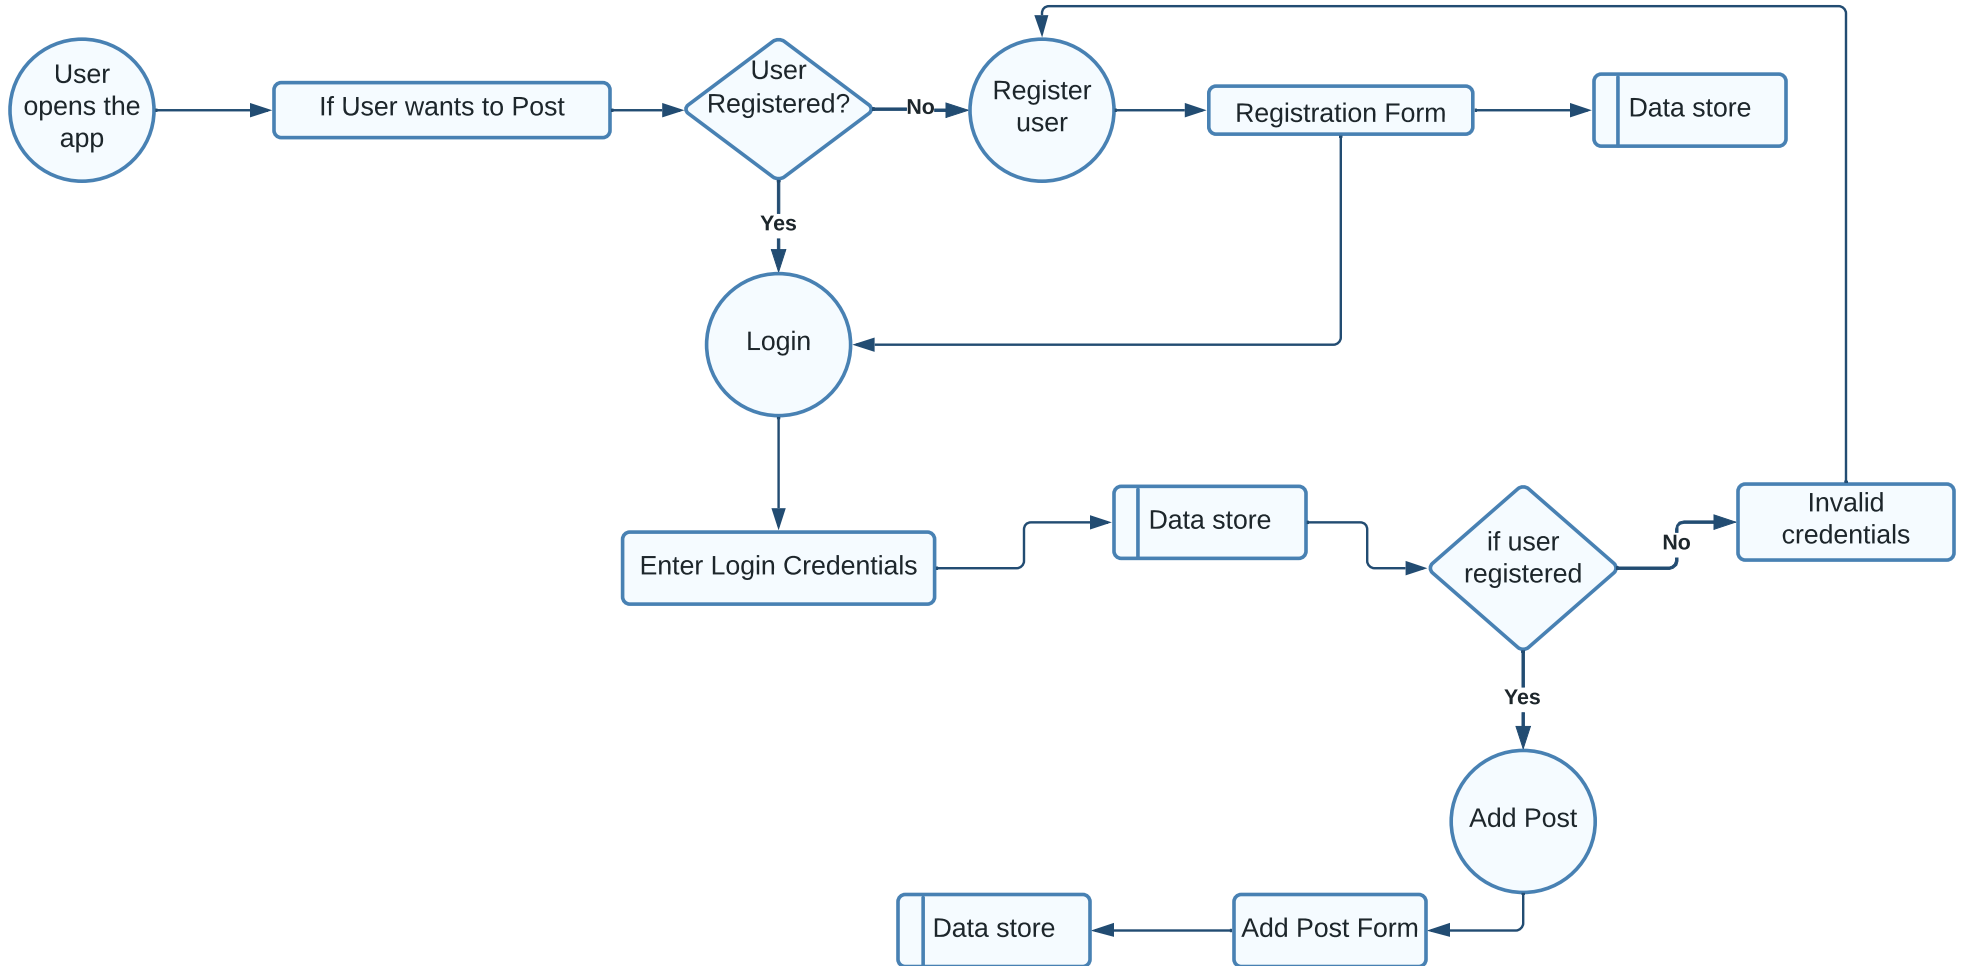 User
opens the
app
If User wants to Post
User
Registered?
No
Register
user
Registration Form
Data store
Yes
Login
Enter Login Credentials
Data store
if user
registered
No
Invalid
credentials
Yes
Add Post
Add Post Form
Data store